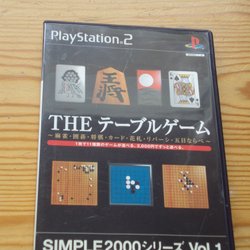 PlayStation®2
王将
THE テーブルゲーム
～麻雀・囲碁・将棋・カード・花札・リバーシ・五目ならべ～
SIMPLE2000シリーズ Vol.1